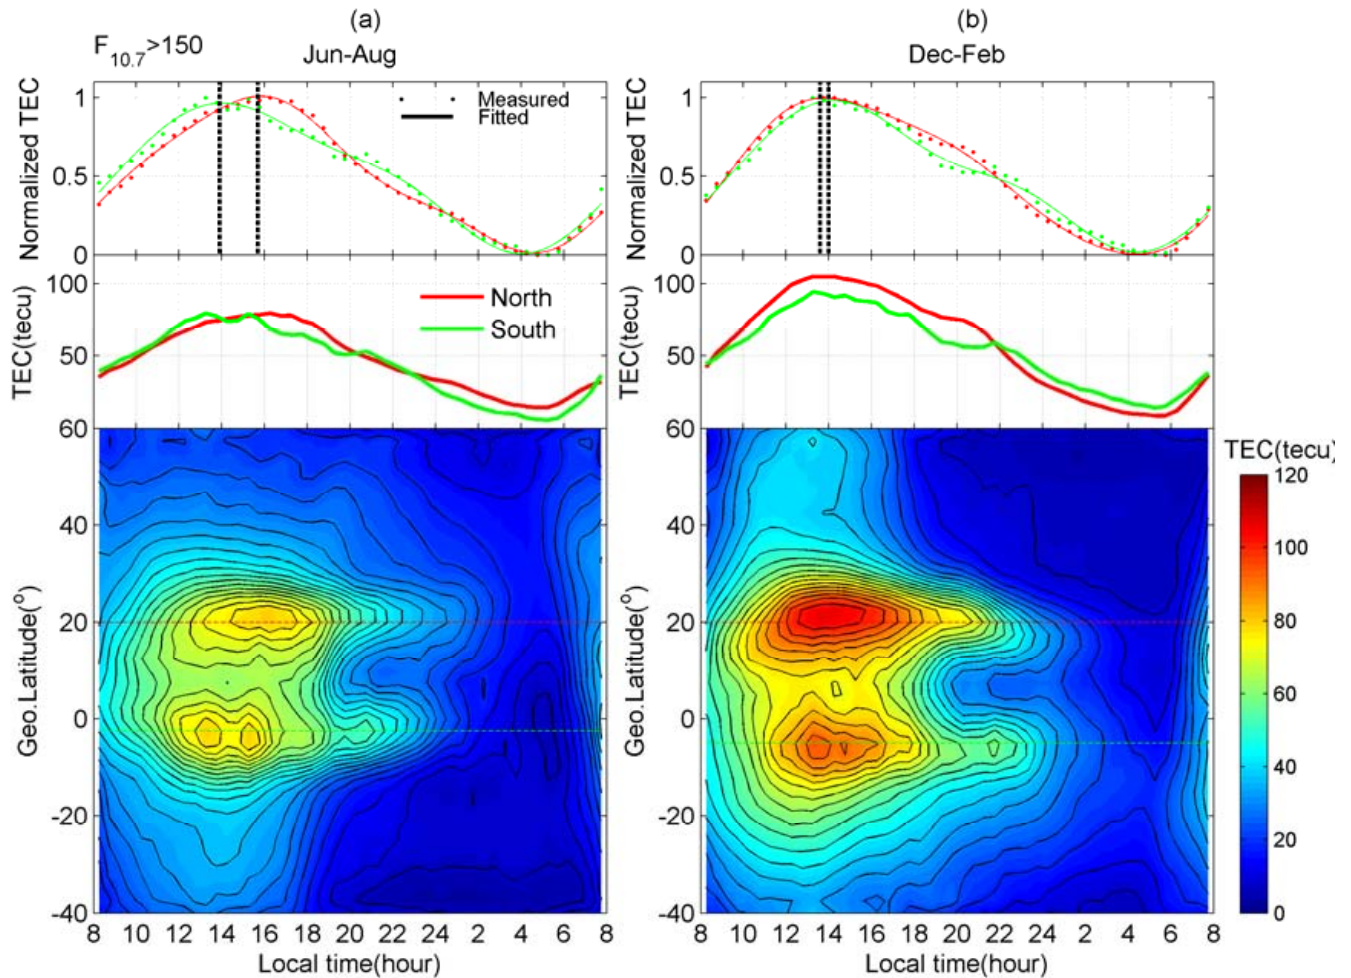 (a)
(b)
F10.7>150
Jun-Aug
Dec-Feb
Normalized TEC
1
0.5
0
Measured
Fitted
Normalized TEC
1
0.5
0
TEC(tecu)
100
50
North
South
TEC(tecu)
100
50
Geo.Latitude(o)
60
40
20
0
-20
-40
8 10 12 14 16 18 20 22 24 2 4 6 8
Local time(hour)
Geo.Latitude(o)
60
40
20
0
-20
-40
8 10 12 14 16 18 20 22 24 2 4 6 8
Local time(hour)
TEC(tecu)
120
100
80
60
40
20
0